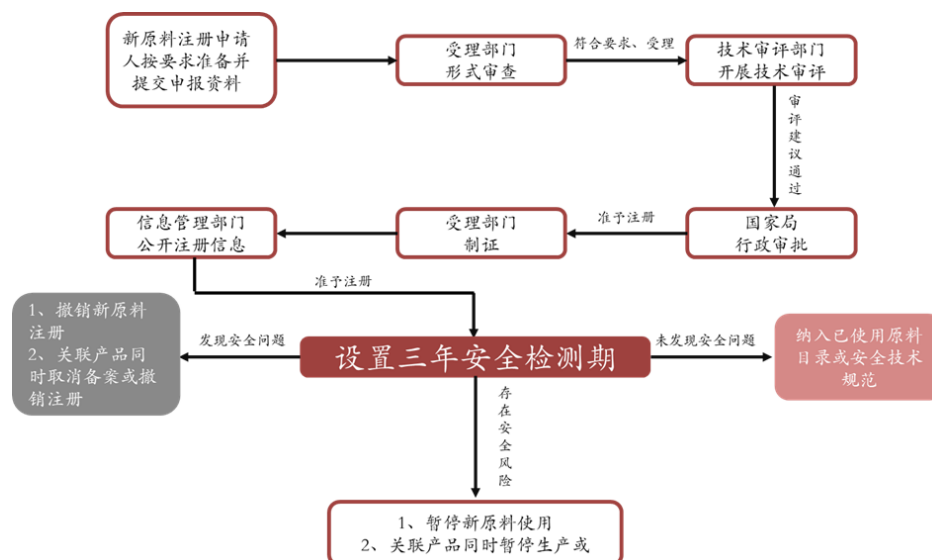 新原料注册申请
人按要求准备并
提交申报资料
受理部门
形式审查
符合要求、受理
技术审评部门
开展技术审评
审评建议通过
信息管理部门
公开注册信息
受理部门
制证
准予注册
国家局
行政审批
准予注册
1、撤销新原料
注册
2、关联产品同
时取消备案或撤
销注册
发现安全问题
设置三年安全检测期
未发现安全问题
纳入已使用原料
目录或安全技术
规范
存在安全风险
1、暂停新原料使用
2、关联产品同时暂停生产或